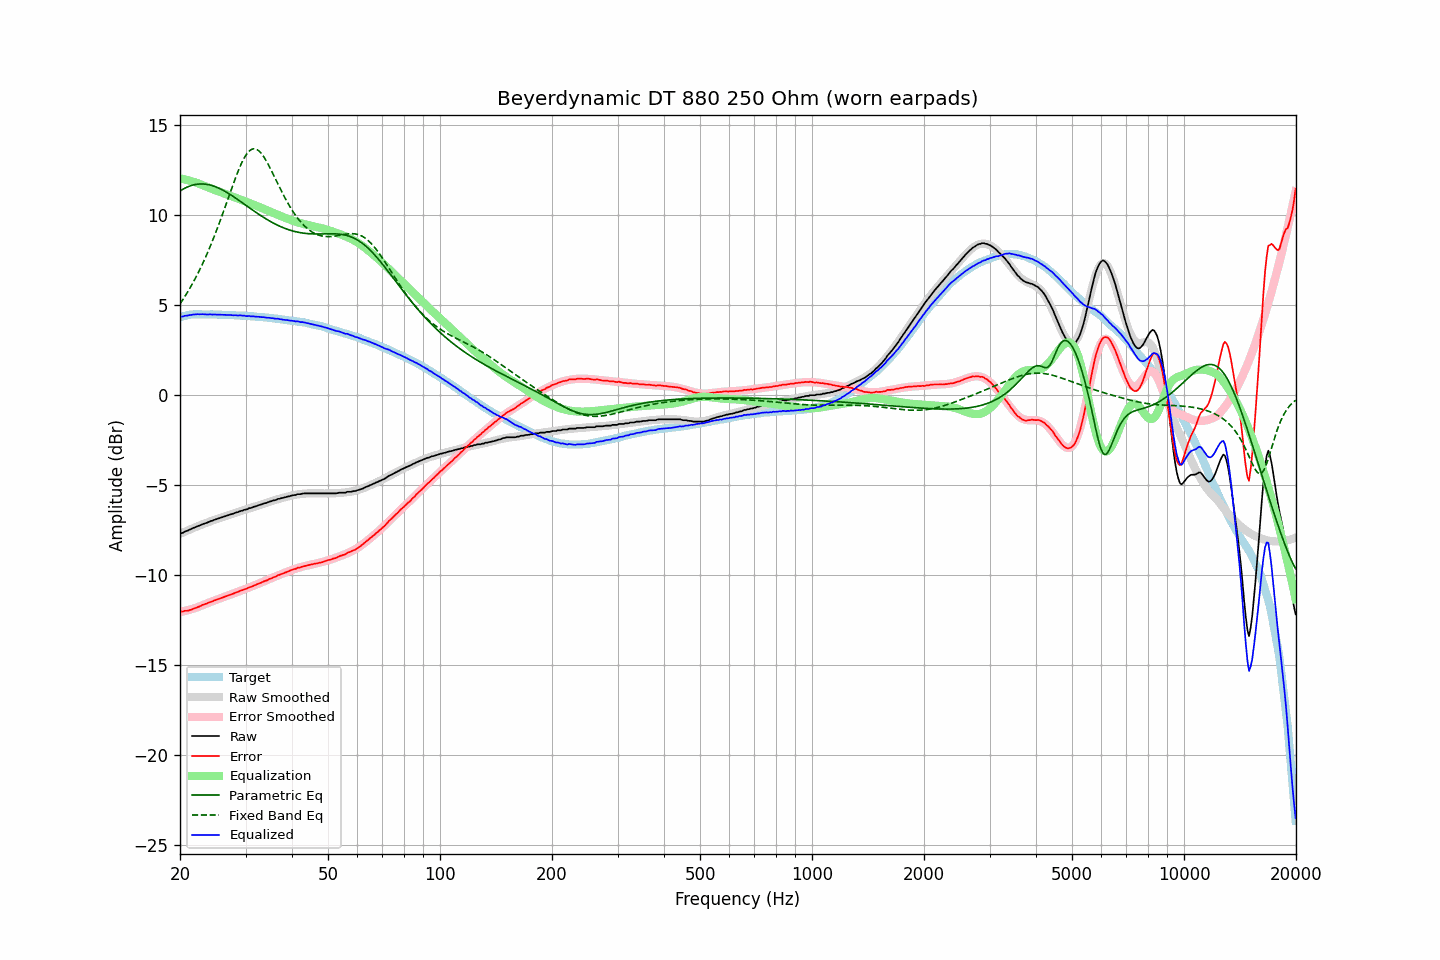 Beyerdynamic DT 880 250 Ohm (worn earpads)
Amplitude (dBr)
15
10
5
0
−5
−10
−15
−20
−25
Target
Raw Smoothed
Error Smoothed
Raw
Error
Equalization
Parametric Eq
Fixed Band Eq
Equalized
20 50 100 200 500 1000 2000 5000 10000 20000
Frequency (Hz)